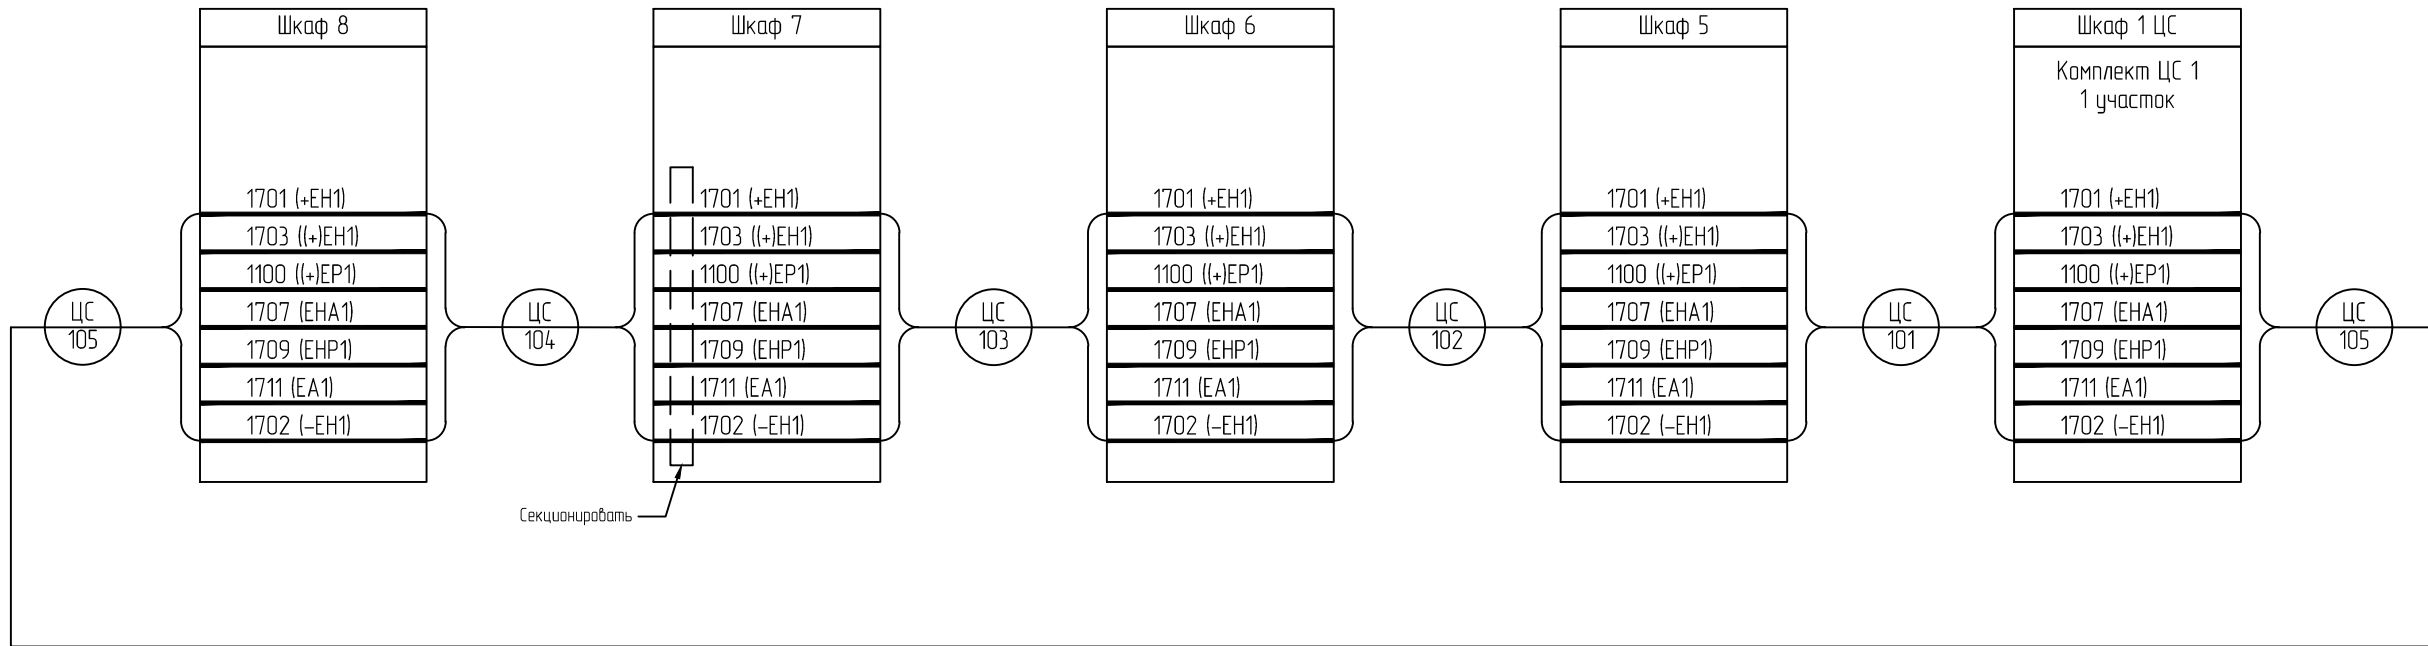 Шкаф 8
1701 (+ЕН1)
1703 ((+)ЕН1)
1100 ((+)ЕР1)
1707 (ЕНА1)
1709 (ЕНР1)
1711 (ЕА1)
1702 (–ЕН1)
Шкаф 7
1701 (+ЕН1)
1703 ((+)ЕН1)
1100 ((+)ЕР1)
1707 (ЕНА1)
1709 (ЕНР1)
1711 (ЕА1)
1702 (–ЕН1)
Шкаф 6
1701 (+ЕН1)
1703 ((+)ЕН1)
1100 ((+)ЕР1)
1707 (ЕНА1)
1709 (ЕНР1)
1711 (ЕА1)
1702 (–ЕН1)
Шкаф 5
1701 (+ЕН1)
1703 ((+)ЕН1)
1100 ((+)ЕР1)
1707 (ЕНА1)
1709 (ЕНР1)
1711 (ЕА1)
1702 (–ЕН1)
Шкаф 1 ЦС
Комплект ЦС 1
1 участок
1701 (+ЕН1)
1703 ((+)ЕН1)
1100 ((+)ЕР1)
1707 (ЕНА1)
1709 (ЕНР1)
1711 (ЕА1)
1702 (–ЕН1)
ЦС
105
ЦС
104
ЦС
103
ЦС
102
ЦС
101
ЦС
105
Секционировать